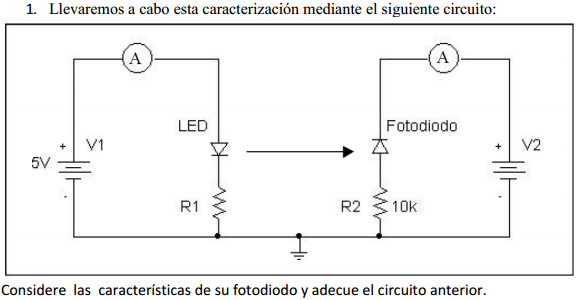 1. Llevaremos a cabo esta caracterización mediante el siguiente circuito:
A
A
LED
Fotodiodo
+ V1
+ V2
5V
R1
R2 10k
Considere las características de su fotodiodo y adecue el circuito anterior.